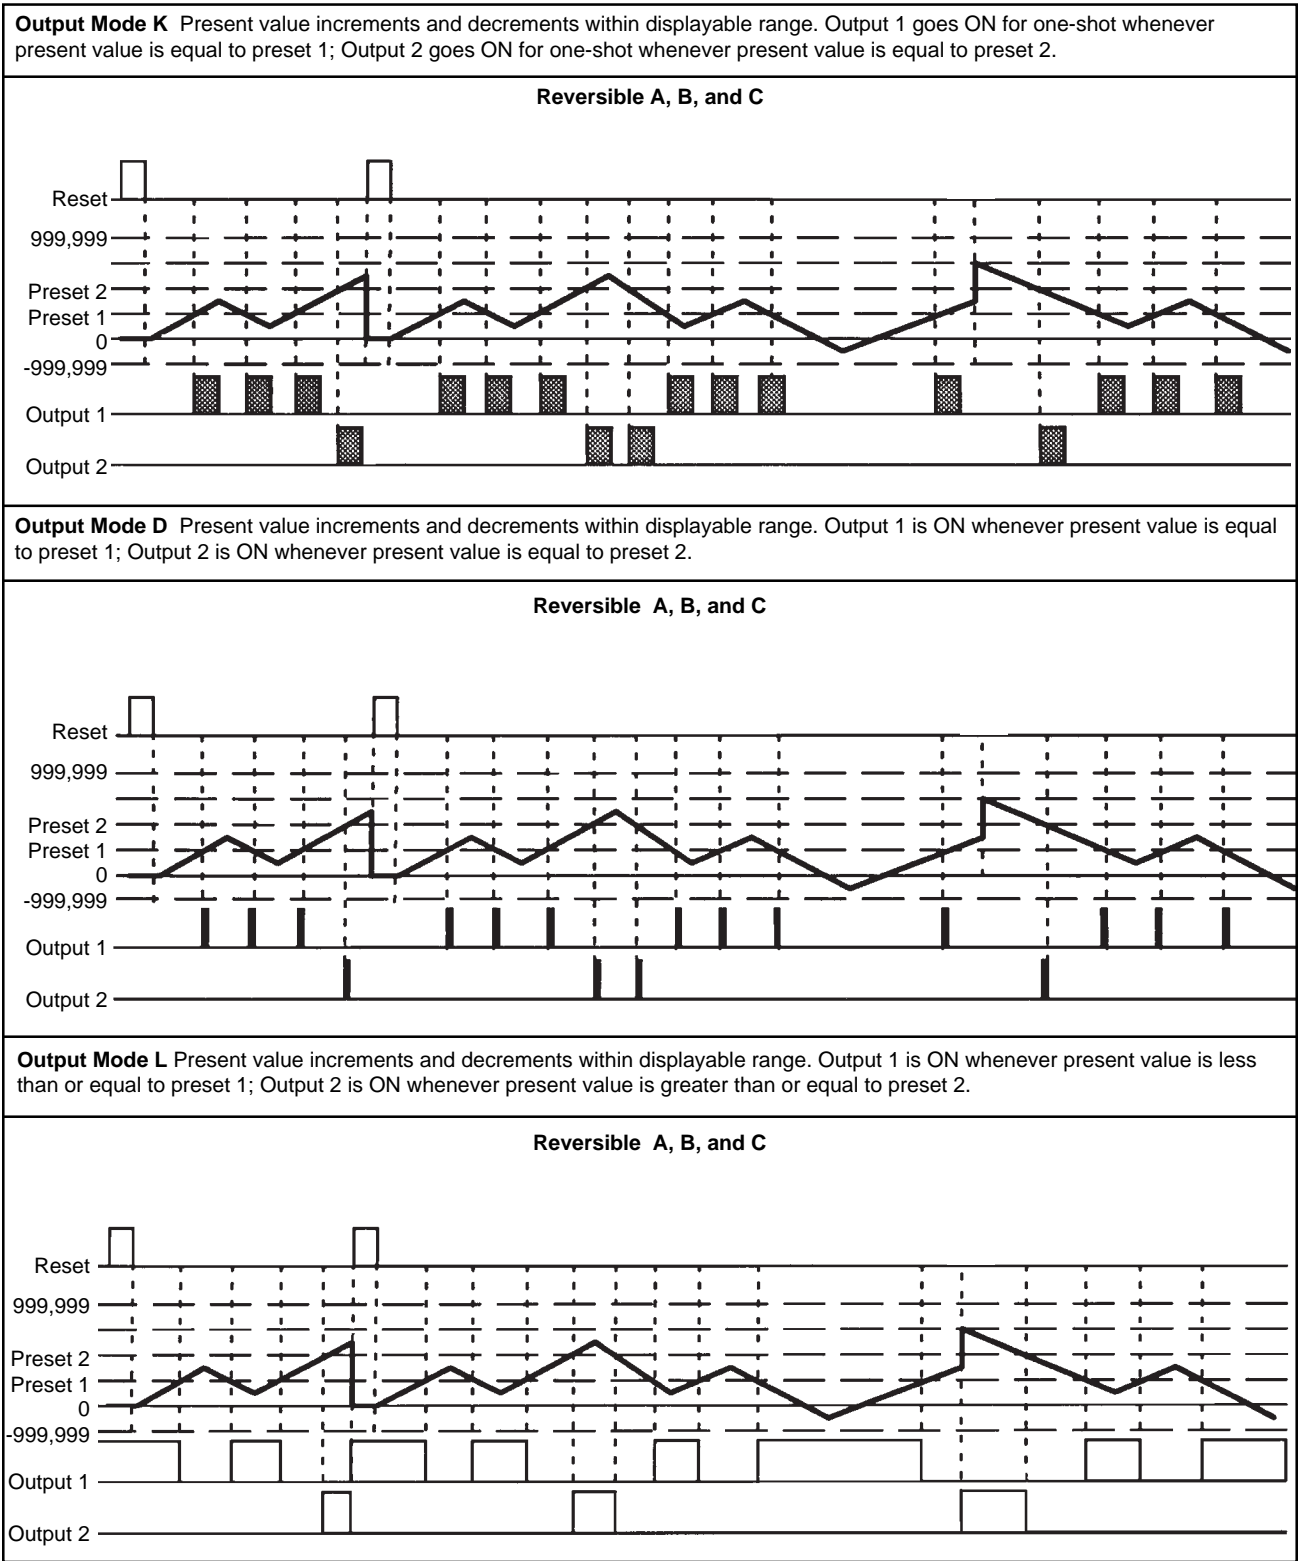 Output Mode K  Present value increments and decrements within displayable range. Output 1 goes ON for one-shot whenever
present value is equal to preset 1; Output 2 goes ON for one-shot whenever present value is equal to preset 2.
Reversible A, B, and C
Reset
999,999
Preset 2
Preset 1
0
-999,999
Output 1
Output 2
Output Mode D  Present value increments and decrements within displayable range. Output 1 is ON whenever present value is equal
to preset 1; Output 2 is ON whenever present value is equal to preset 2.
Reversible  A, B, and C
Reset
999,999
Preset 2
Preset 1
0
-999,999
Output 1
Output 2
Output Mode L Present value increments and decrements within displayable range. Output 1 is ON whenever present value is less
than or equal to preset 1; Output 2 is ON whenever present value is greater than or equal to preset 2.
Reversible  A, B, and C
Reset
999,999
Preset 2
Preset 1
0
-999,999
Output 1
Output 2